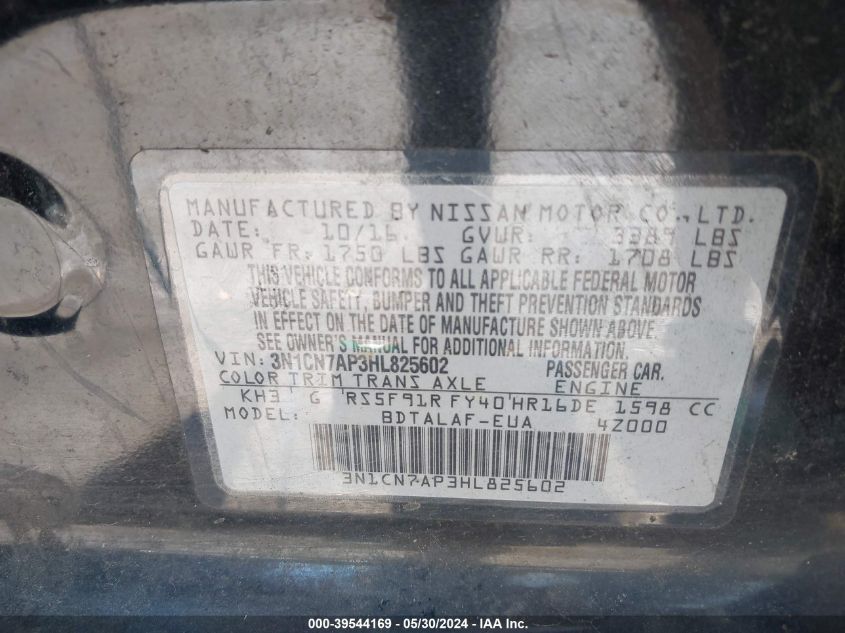 MANUFACTURED BY NISSAN MOTOR CO., LTD.
DATE: 10/16 GVWR: 3389 LBS
GAWR FR: 1750 LBS GAWR RR: 1708 LBS
THIS VEHICLE CONFORMS TO ALL APPLICABLE FEDERAL MOTOR
VEHICLE SAFETY, BUMPER AND THEFT PREVENTION STANDARDS
IN EFFECT ON THE DATE OF MANUFACTURE SHOWN ABOVE.
SEE OWNER'S MANUAL FOR ADDITIONAL INFORMATION.
VIN: 3N1CN7AP3HL825602 PASSENGER CAR.
COLOR TRIM TRANS AXLE ENGINE
KH3 G RS5F91R FY40 HR16DE 1598 CC
MODEL: BDTALAF-EUA 4Z000
3N1CN7AP3HL825602
000-39544169 - 05/30/2024 - © IAA, Inc.